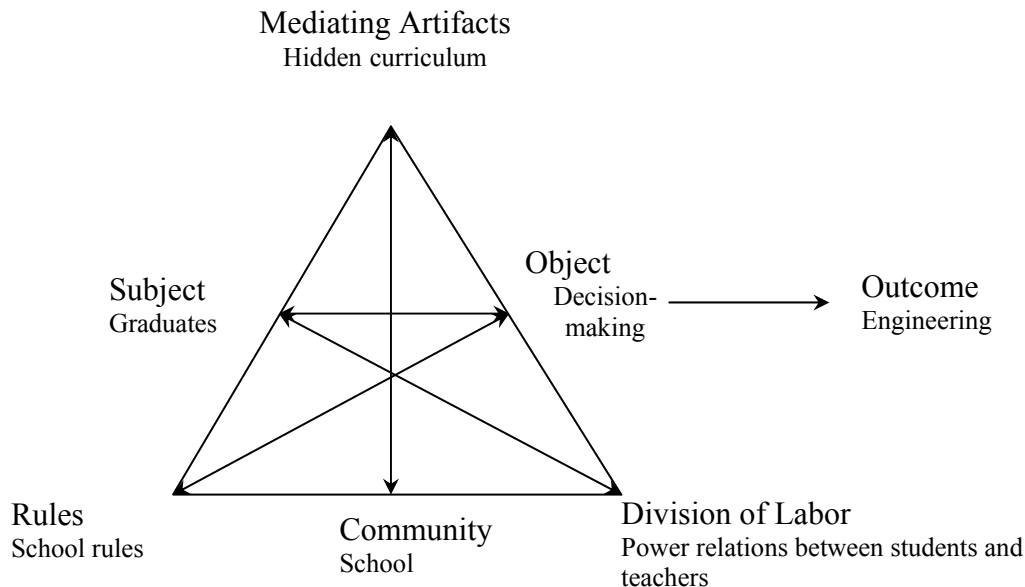 Mediating Artifacts
Hidden curriculum
Subject
Graduates
Object
Decision-
making
Outcome
Engineering
Rules
School rules
Community
School
Division of Labor
Power relations between students and
teachers